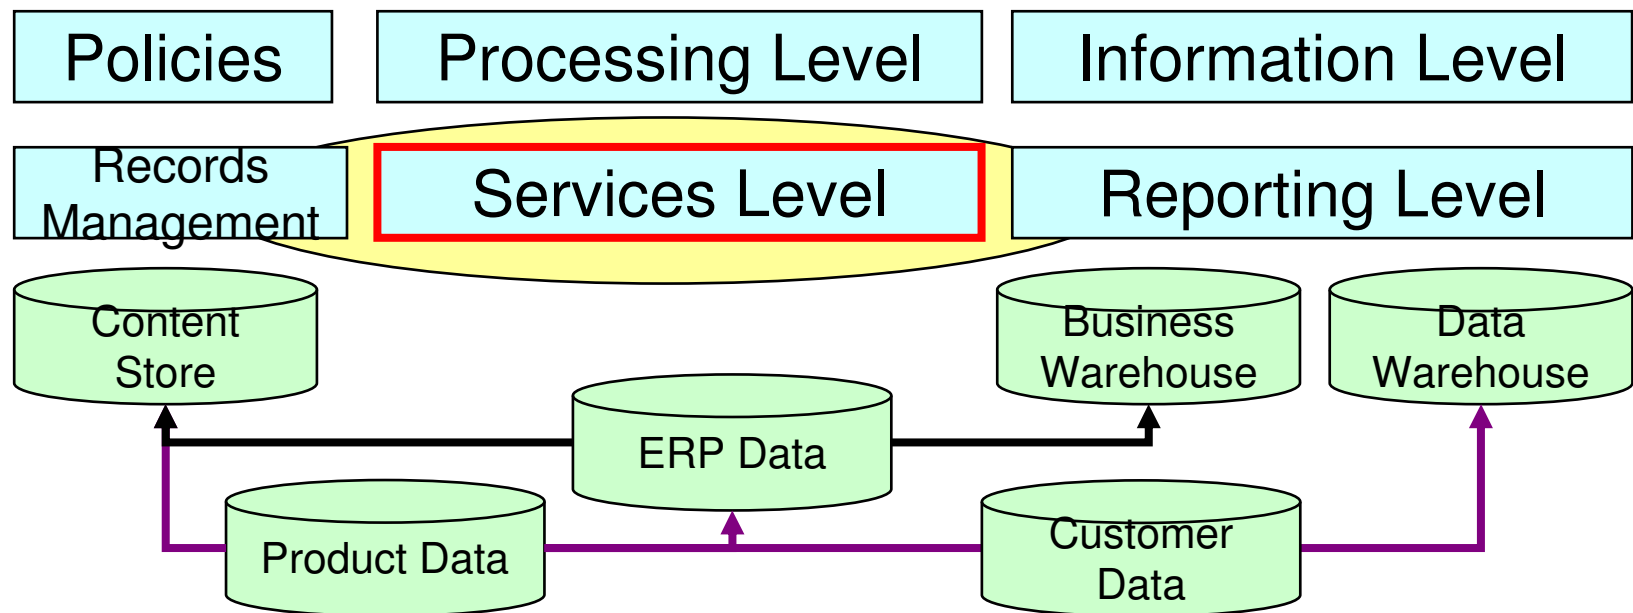 Policies
Processing Level
Information Level
Records
Management
Services Level
Reporting Level
Content
Store
Business
Warehouse
Data
Warehouse
ERP Data
Product Data
Customer
Data